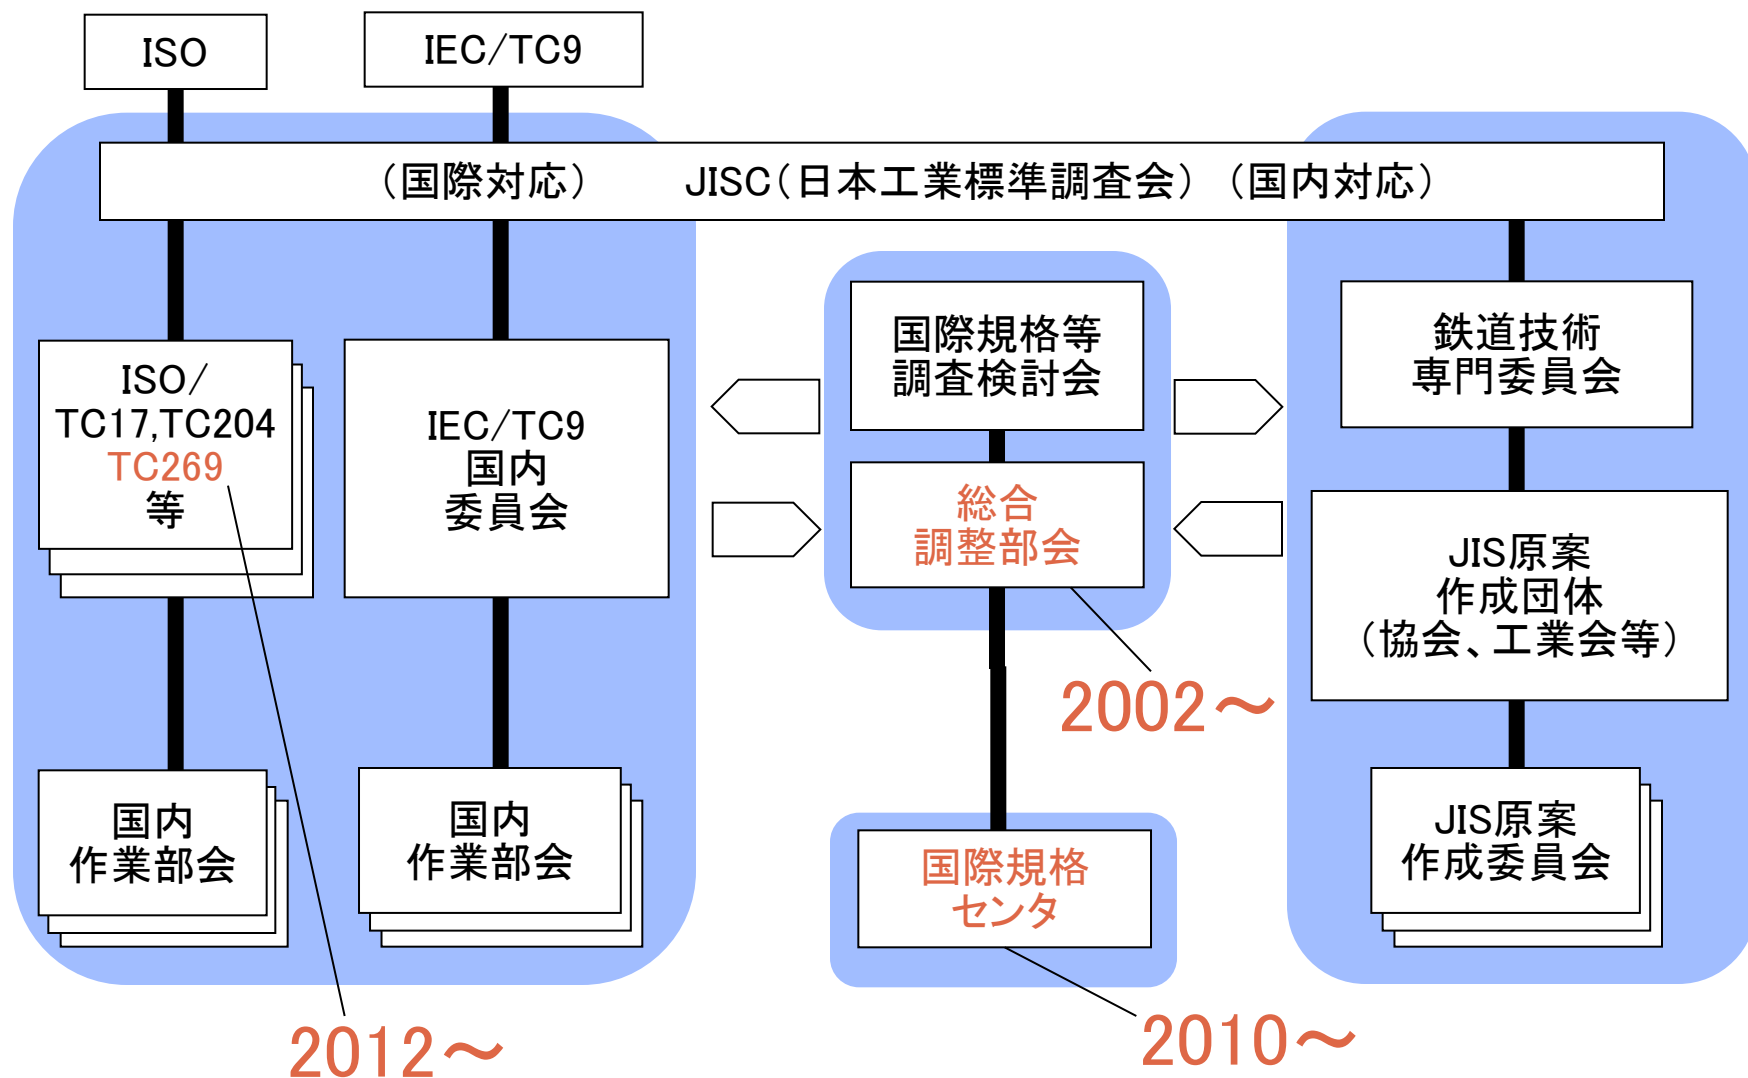 ISO
IEC/TC9
（国際対応）　　JISC（日本工業標準調査会）（国内対応）
ISO/
TC17,TC204
TC269
等
IEC/TC9
国内
委員会
国際規格等
調査検討会
総合
調整部会
鉄道技術
専門委員会
JIS原案
作成団体
（協会、工業会等）
2002～
国内
作業部会
国内
作業部会
国際規格
センタ
JIS原案
作成委員会
2012～
2010～